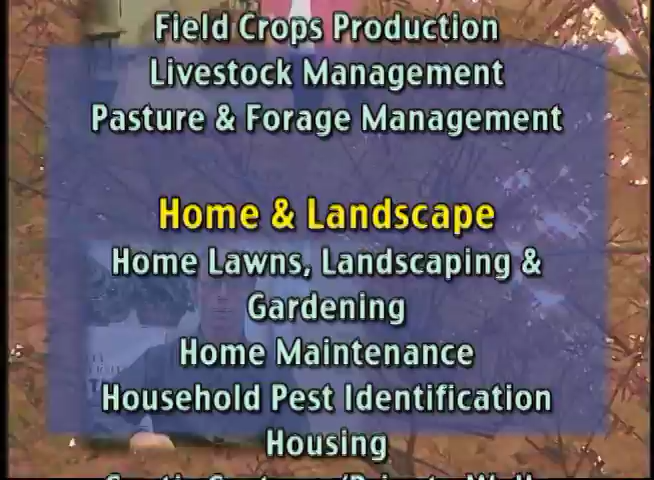 Field Crops Production
Livestock Management
Pasture & Forage Management
Home & Landscape
Home Lawns, Landscaping &
Gardening
Home Maintenance
Household Pest Identification
Housing